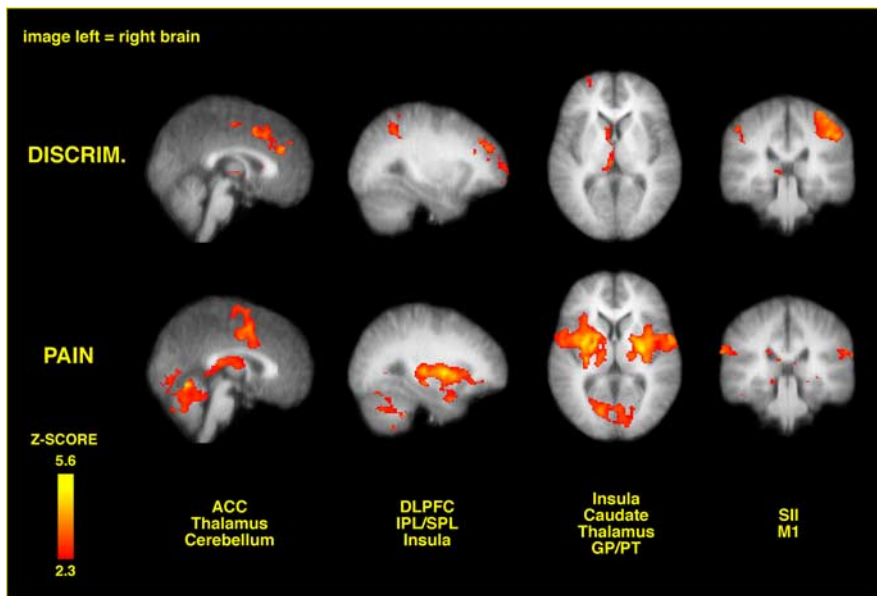 image left = right brain
DISCRIM.
PAIN
Z-SCORE
5.6
2.3
ACC
Thalamus
Cerebellum
DLPFC
IPL/SPL
Insula
Insula
Caudate
Thalamus
GP/PT
SII
M1